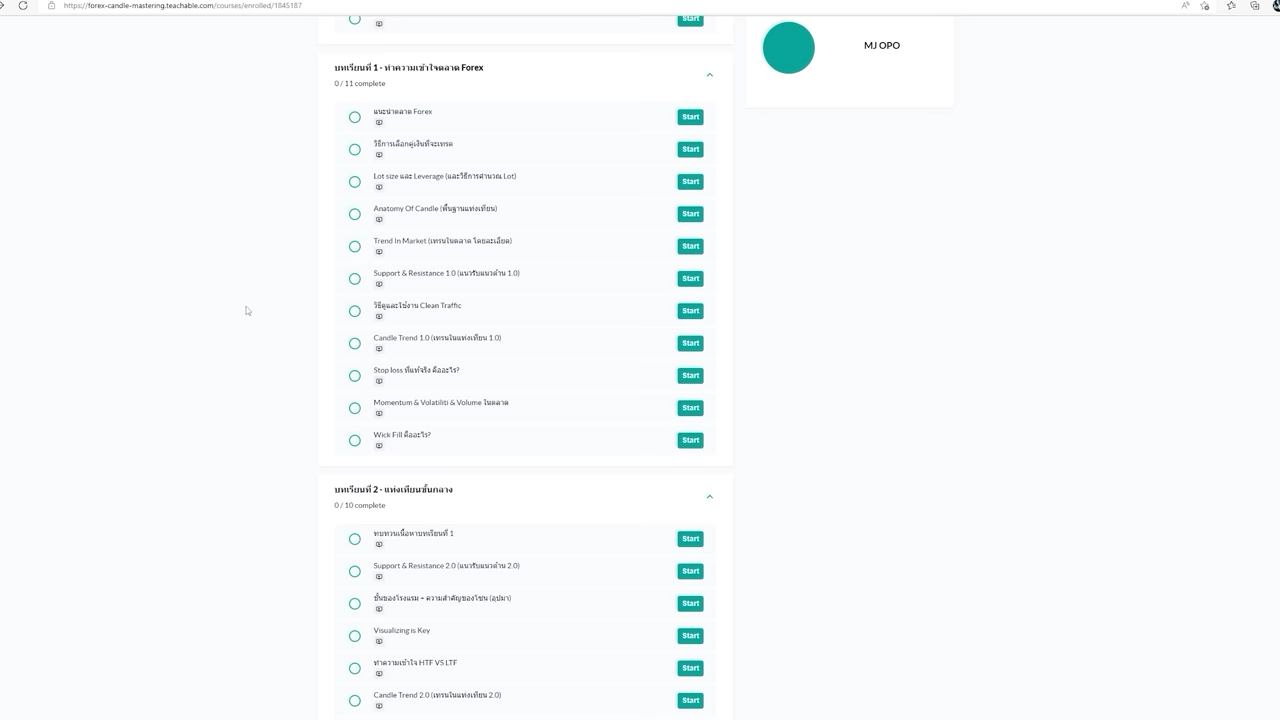 https://forex-candle-mastering.teachable.com/courses/enrolled/1845187
Start
MJ OPO
บทเรียนที่ 1 - ทำความเข้าใจตลาด Forex
0 / 11 complete
แนะนำตลาด Forex
Start
วิธีการเลือกคู่เงินที่จะเทรด
Start
Lot size และ Leverage (และวิธีการคำนวณ Lot)
Start
Anatomy Of Candle (พื้นฐานแท่งเทียน)
Start
Trend In Market (เทรนในตลาด โดยละเอียด)
Start
Support & Resistance 1.0 (แนวรับแนวต้าน 1.0)
Start
วิธีดูและใช้งาน Clean Traffic
Start
Candle Trend 1.0 (เทรนในแท่งเทียน 1.0)
Start
Stop loss ที่แท้จริง คืออะไร?
Start
Momentum & Volatiliti & Volume ในตลาด
Start
Wick Fill คืออะไร?
Start
บทเรียนที่ 2 - แท่งเทียนขั้นกลาง
0 / 10 complete
ทบทวนเนื้อหาบทเรียนที่ 1
Start
Support & Resistance 2.0 (แนวรับแนวต้าน 2.0)
Start
ชั้นของโรงแรม = ความสำคัญของโซน (อุปมา)
Start
Visualizing is Key
Start
ทำความเข้าใจ HTF VS LTF
Start
Candle Trend 2.0 (เทรนในแท่งเทียน 2.0)
Start